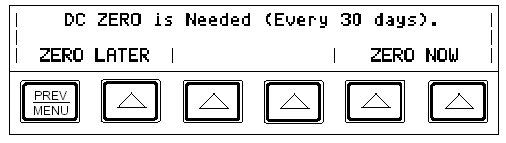 DC ZERO is Needed (Every 30 days).
ZERO LATER | | ZERO NOW
PREV
MENU